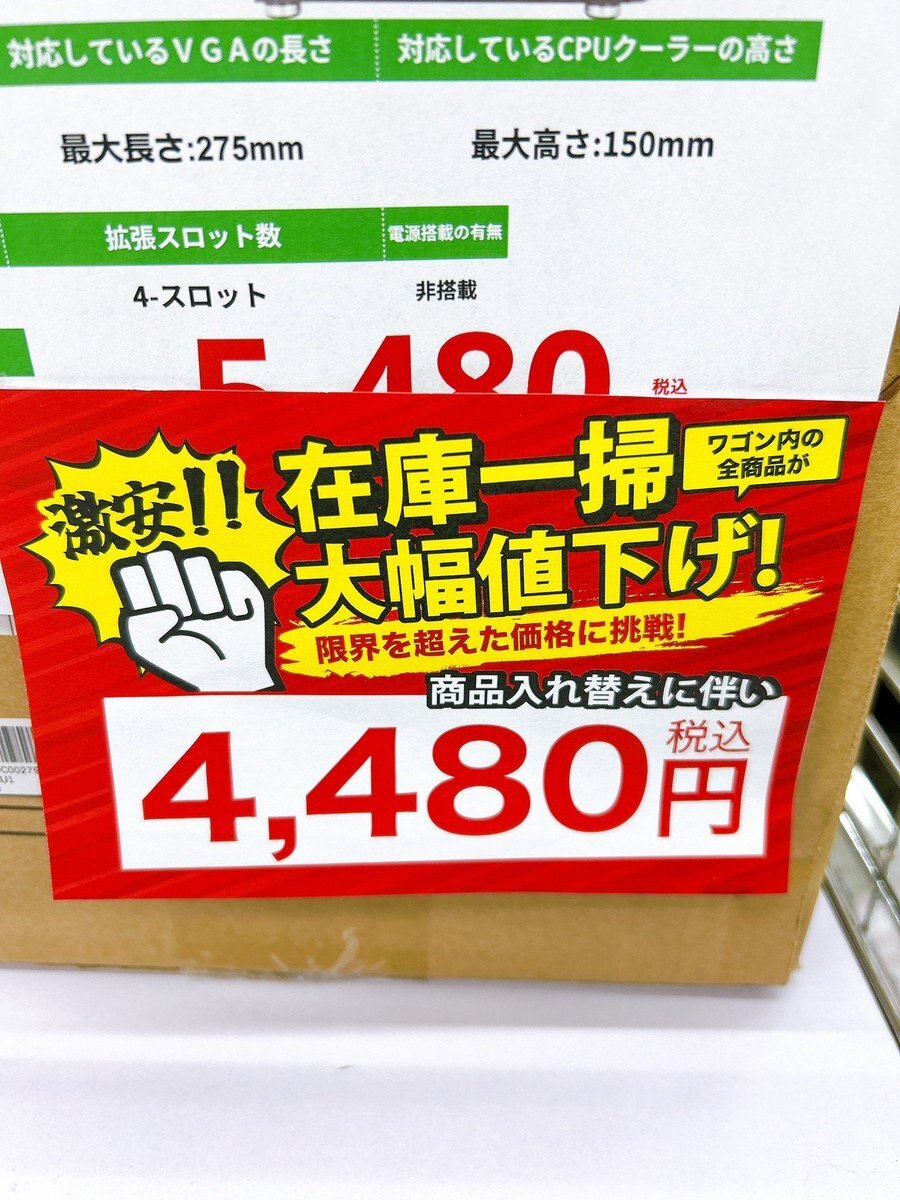 対応しているVGAの長さ
対応しているCPUクーラーの高さ
最大長さ:275mm
最大高さ:150mm
拡張スロット数
電源搭載の有無
4-スロット
非搭載
5,480
税込
激安!!
在庫一掃
ワゴン内の
全商品が
大幅値下げ!
限界を超えた価格に挑戦!
商品入れ替えに伴い
4,480円
税込